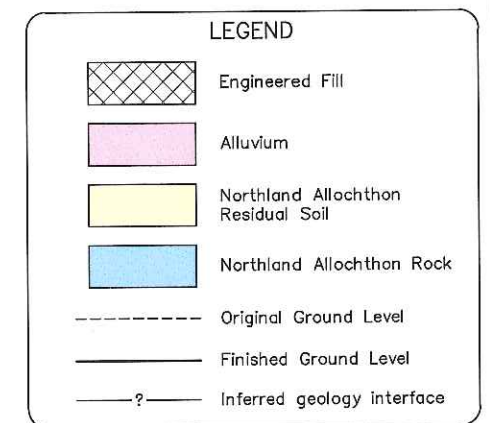 LEGEND
Engineered Fill
Alluvium
Northland Allochthon
Residual Soil
Northland Allochthon Rock
Original Ground Level
Finished Ground Level
?
Inferred geology interface